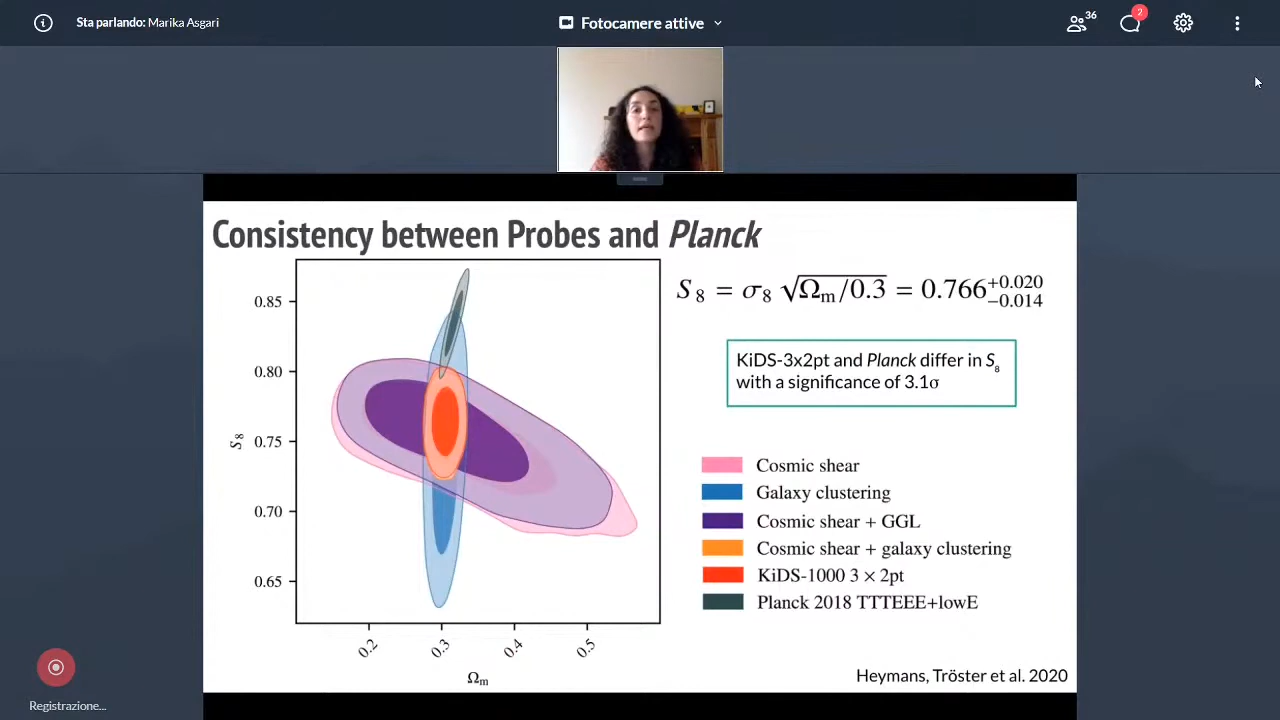 Sta parlando: Marika Asgari
Fotocamere attive
36
2
Consistency between Probes and Planck
S₈ = σ₈ √Ωₘ/0.3 = 0.766 +0.020 −0.014
KiDS-3x2pt and Planck differ in S₈
with a significance of 3.1σ
0.85
0.80
0.75
0.70
0.65
S₈
0.2
0.3
0.4
0.5
Ωₘ
Cosmic shear
Galaxy clustering
Cosmic shear + GGL
Cosmic shear + galaxy clustering
KiDS-1000 3 × 2pt
Planck 2018 TTTEEE+lowE
Heymans, Tröster et al. 2020
Registrazione...